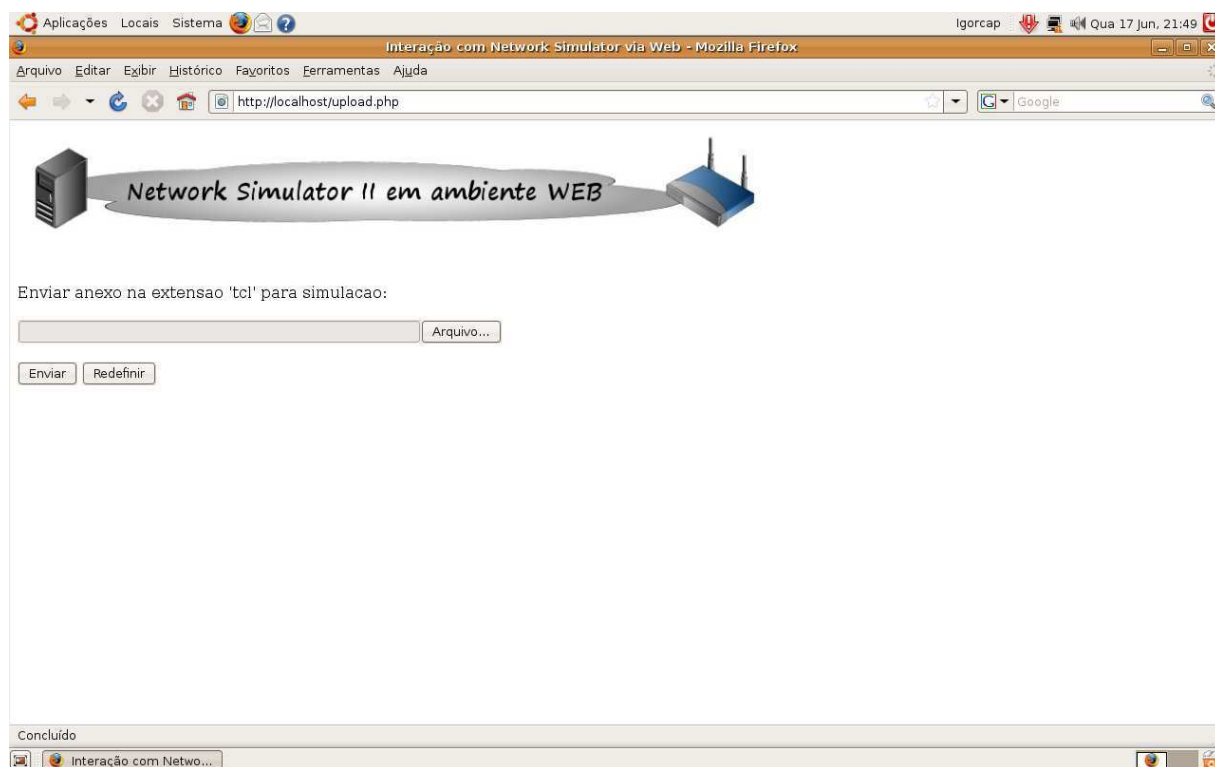 Aplicações Locais Sistema Igorcap Qua 17 Jun, 21:49
Interação com Network Simulator via Web - Mozilla Firefox
Arquivo Editar Exibir Histórico Favoritos Ferramentas Ajuda
http://localhost/upload.php G Google
Network Simulator II em ambiente WEB
Enviar anexo na extensao 'tcl' para simulacao:
Arquivo...
Enviar Redefinir
Concluído
Interação com Netwo...